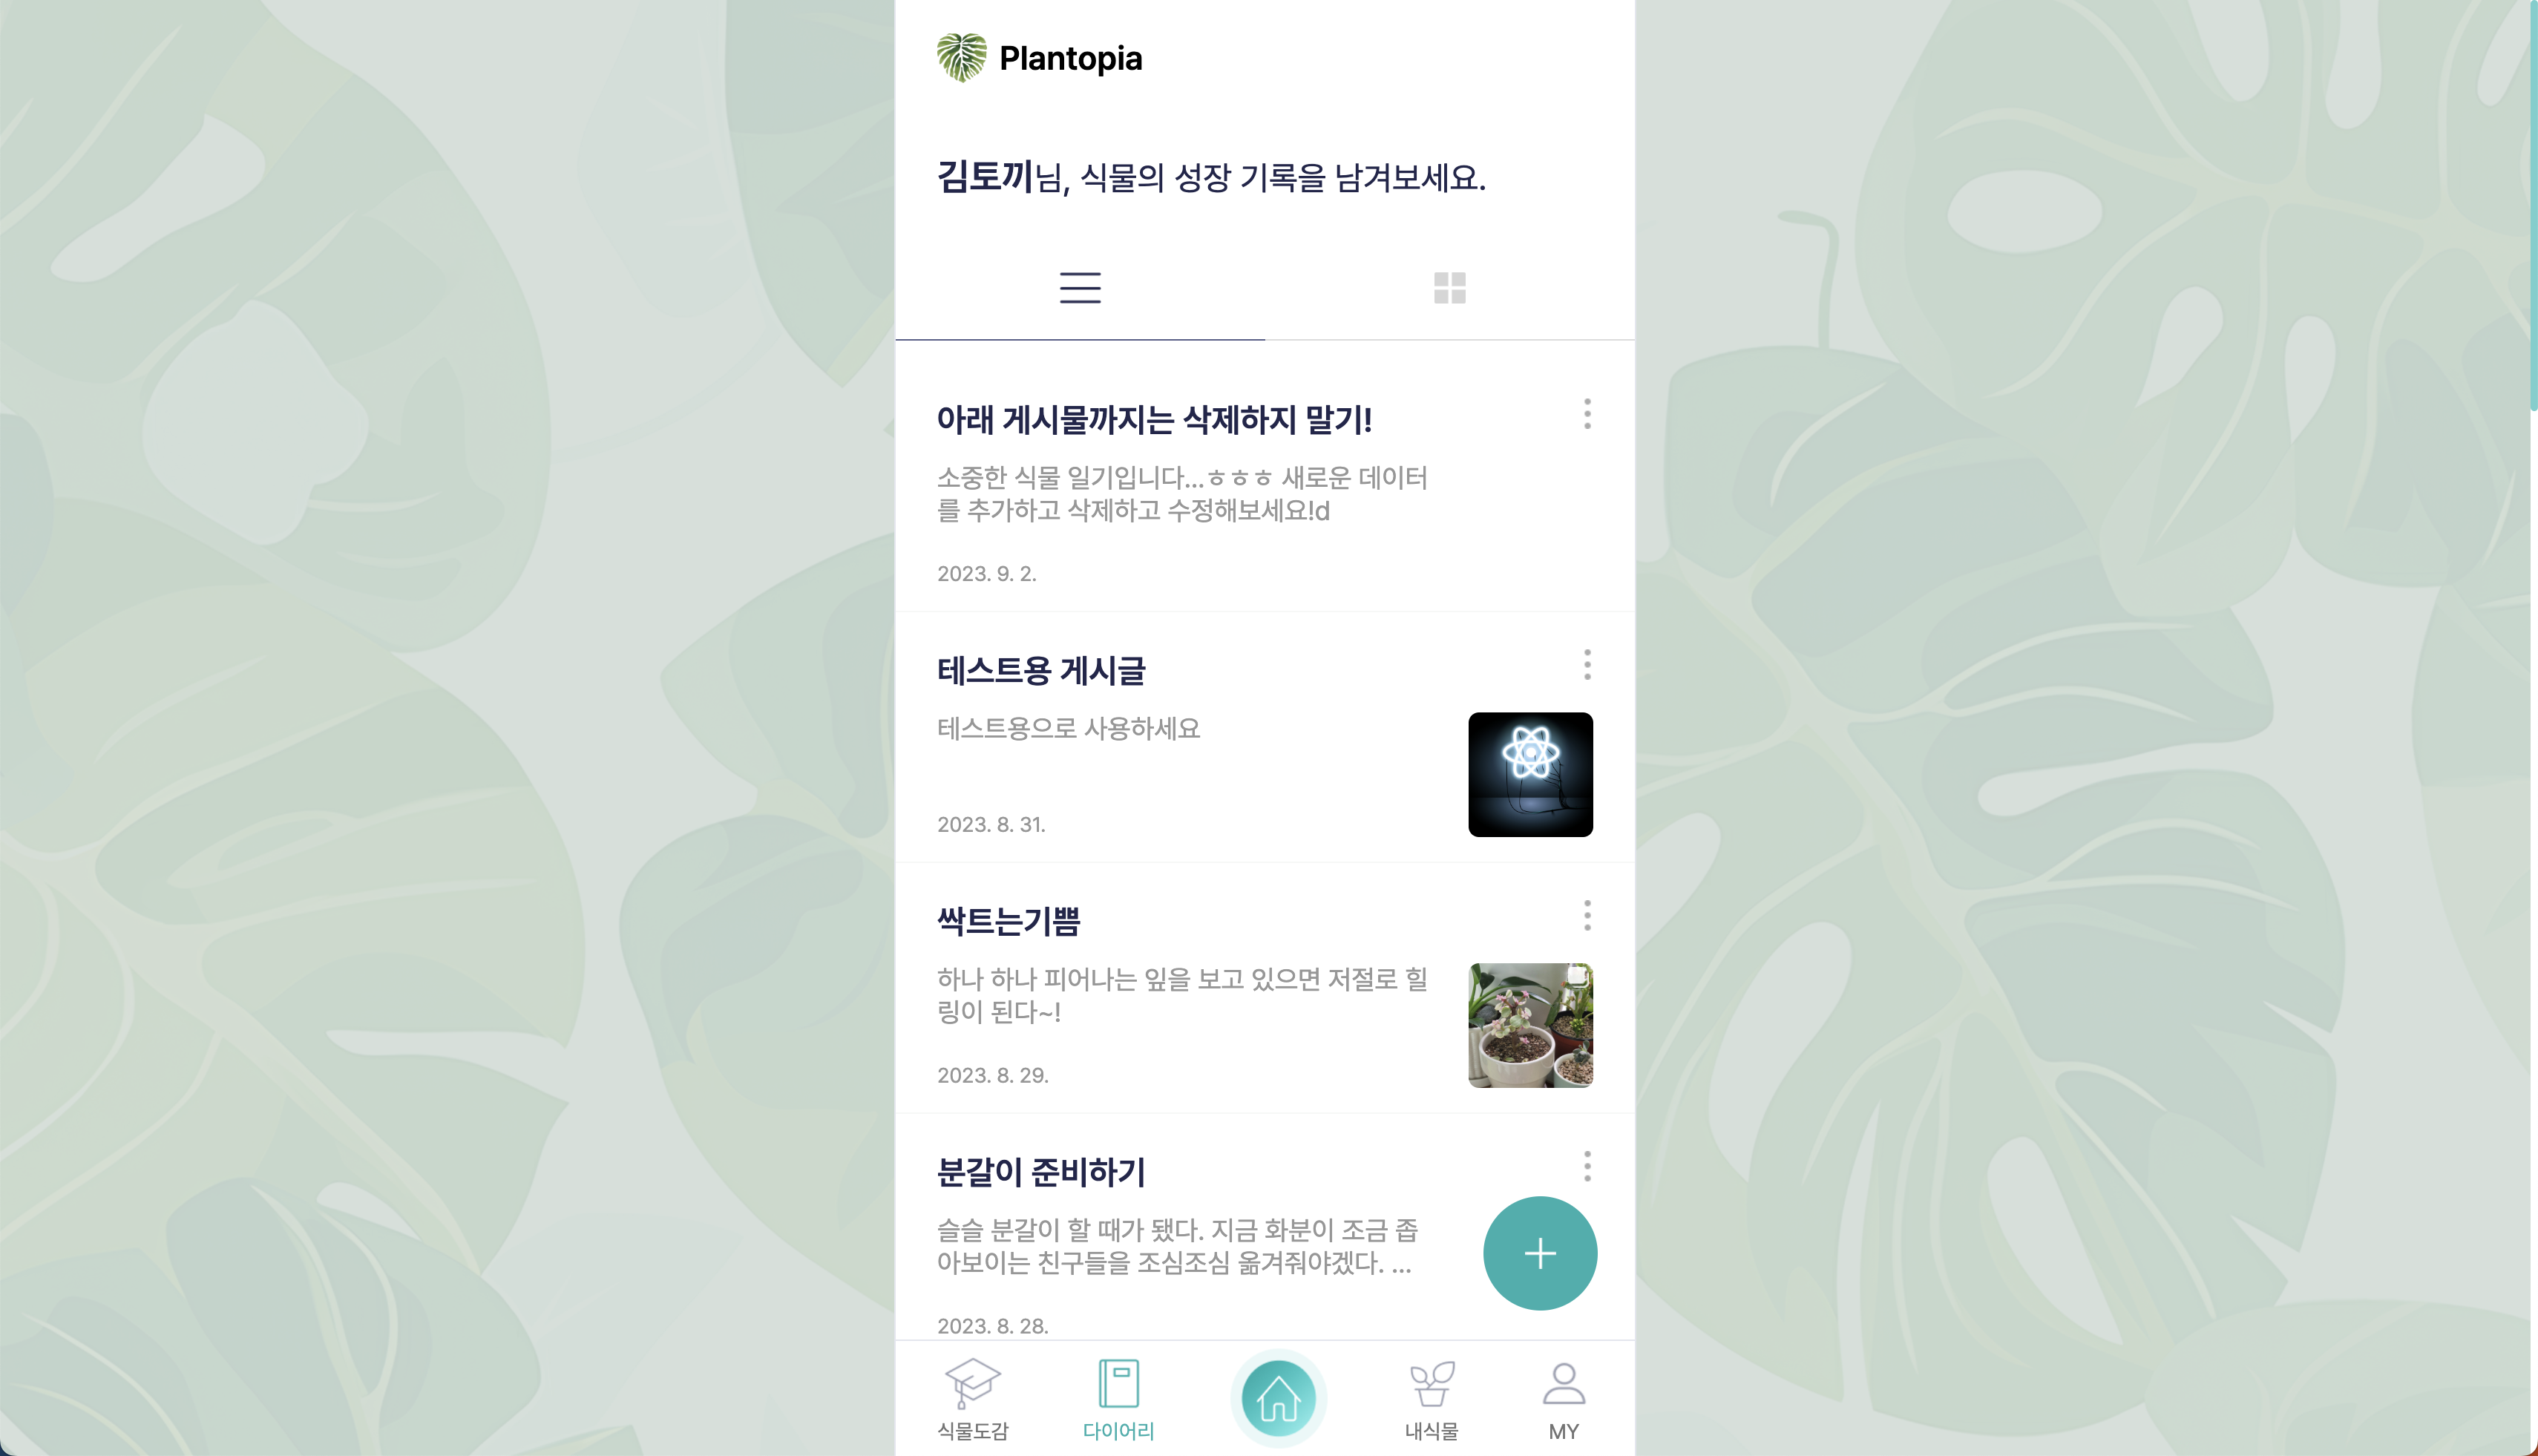 Plantopia
김토끼님, 식물의 성장 기록을 남겨보세요.
아래 게시물까지는 삭제하지 말기!
소중한 식물 일기입니다...ㅎㅎㅎ 새로운 데이터
를 추가하고 삭제하고 수정해보세요!d
2023. 9. 2.
테스트용 게시글
테스트용으로 사용하세요
2023. 8. 31.
싹트는기쁨
하나 하나 피어나는 잎을 보고 있으면 저절로 힐
링이 된다~!
2023. 8. 29.
분갈이 준비하기
슬슬 분갈이 할 때가 됐다. 지금 화분이 조금 좁
아보이는 친구들을 조심조심 옮겨줘야겠다. ...
2023. 8. 28.
식물도감
다이어리
내식물
MY